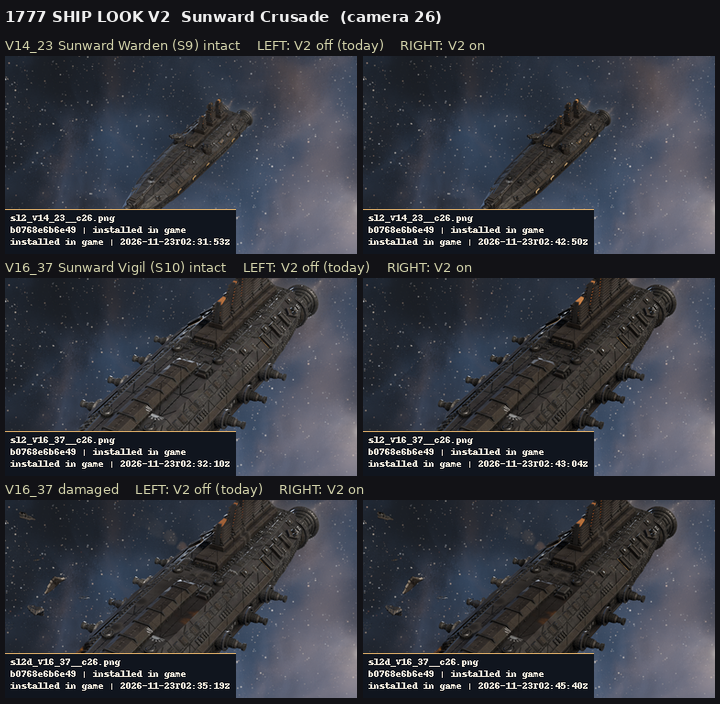 1777 SHIP LOOK V2  Sunward Crusade  (camera 26)
V14_23 Sunward Warden (S9) intact    LEFT: V2 off (today)    RIGHT: V2 on
sl2_v14_23__c26.png
b0768e6b6e49 | installed in game
installed in game | 2026-11-23T02:31:53Z
sl2_v14_23__c26.png
b0768e6b6e49 | installed in game
installed in game | 2026-11-23T02:42:50Z
V16_37 Sunward Vigil (S10) intact    LEFT: V2 off (today)    RIGHT: V2 on
sl2_v16_37__c26.png
b0768e6b6e49 | installed in game
installed in game | 2026-11-23T02:32:10Z
sl2_v16_37__c26.png
b0768e6b6e49 | installed in game
installed in game | 2026-11-23T02:43:04Z
V16_37 damaged    LEFT: V2 off (today)    RIGHT: V2 on
sl2d_v16_37__c26.png
b0768e6b6e49 | installed in game
installed in game | 2026-11-23T02:35:19Z
sl2d_v16_37__c26.png
b0768e6b6e49 | installed in game
installed in game | 2026-11-23T02:45:40Z